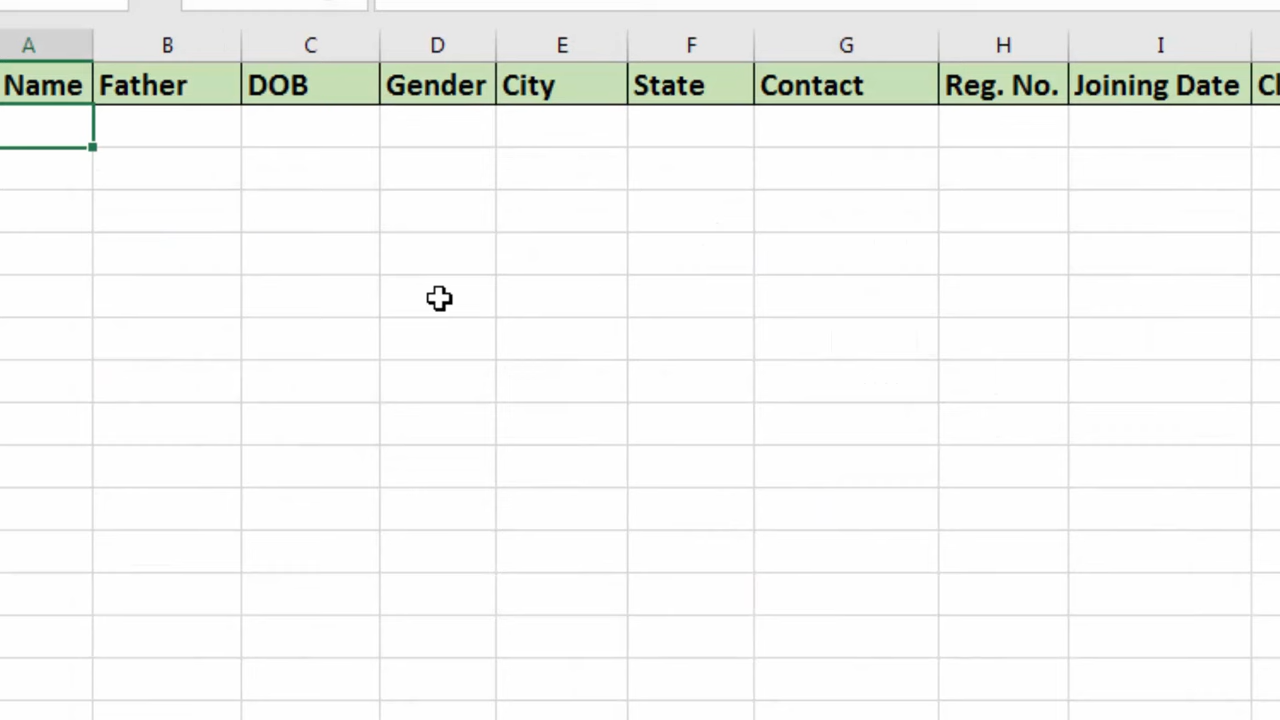 A B C D E F G H I
Name Father DOB Gender City State Contact Reg. No. Joining Date